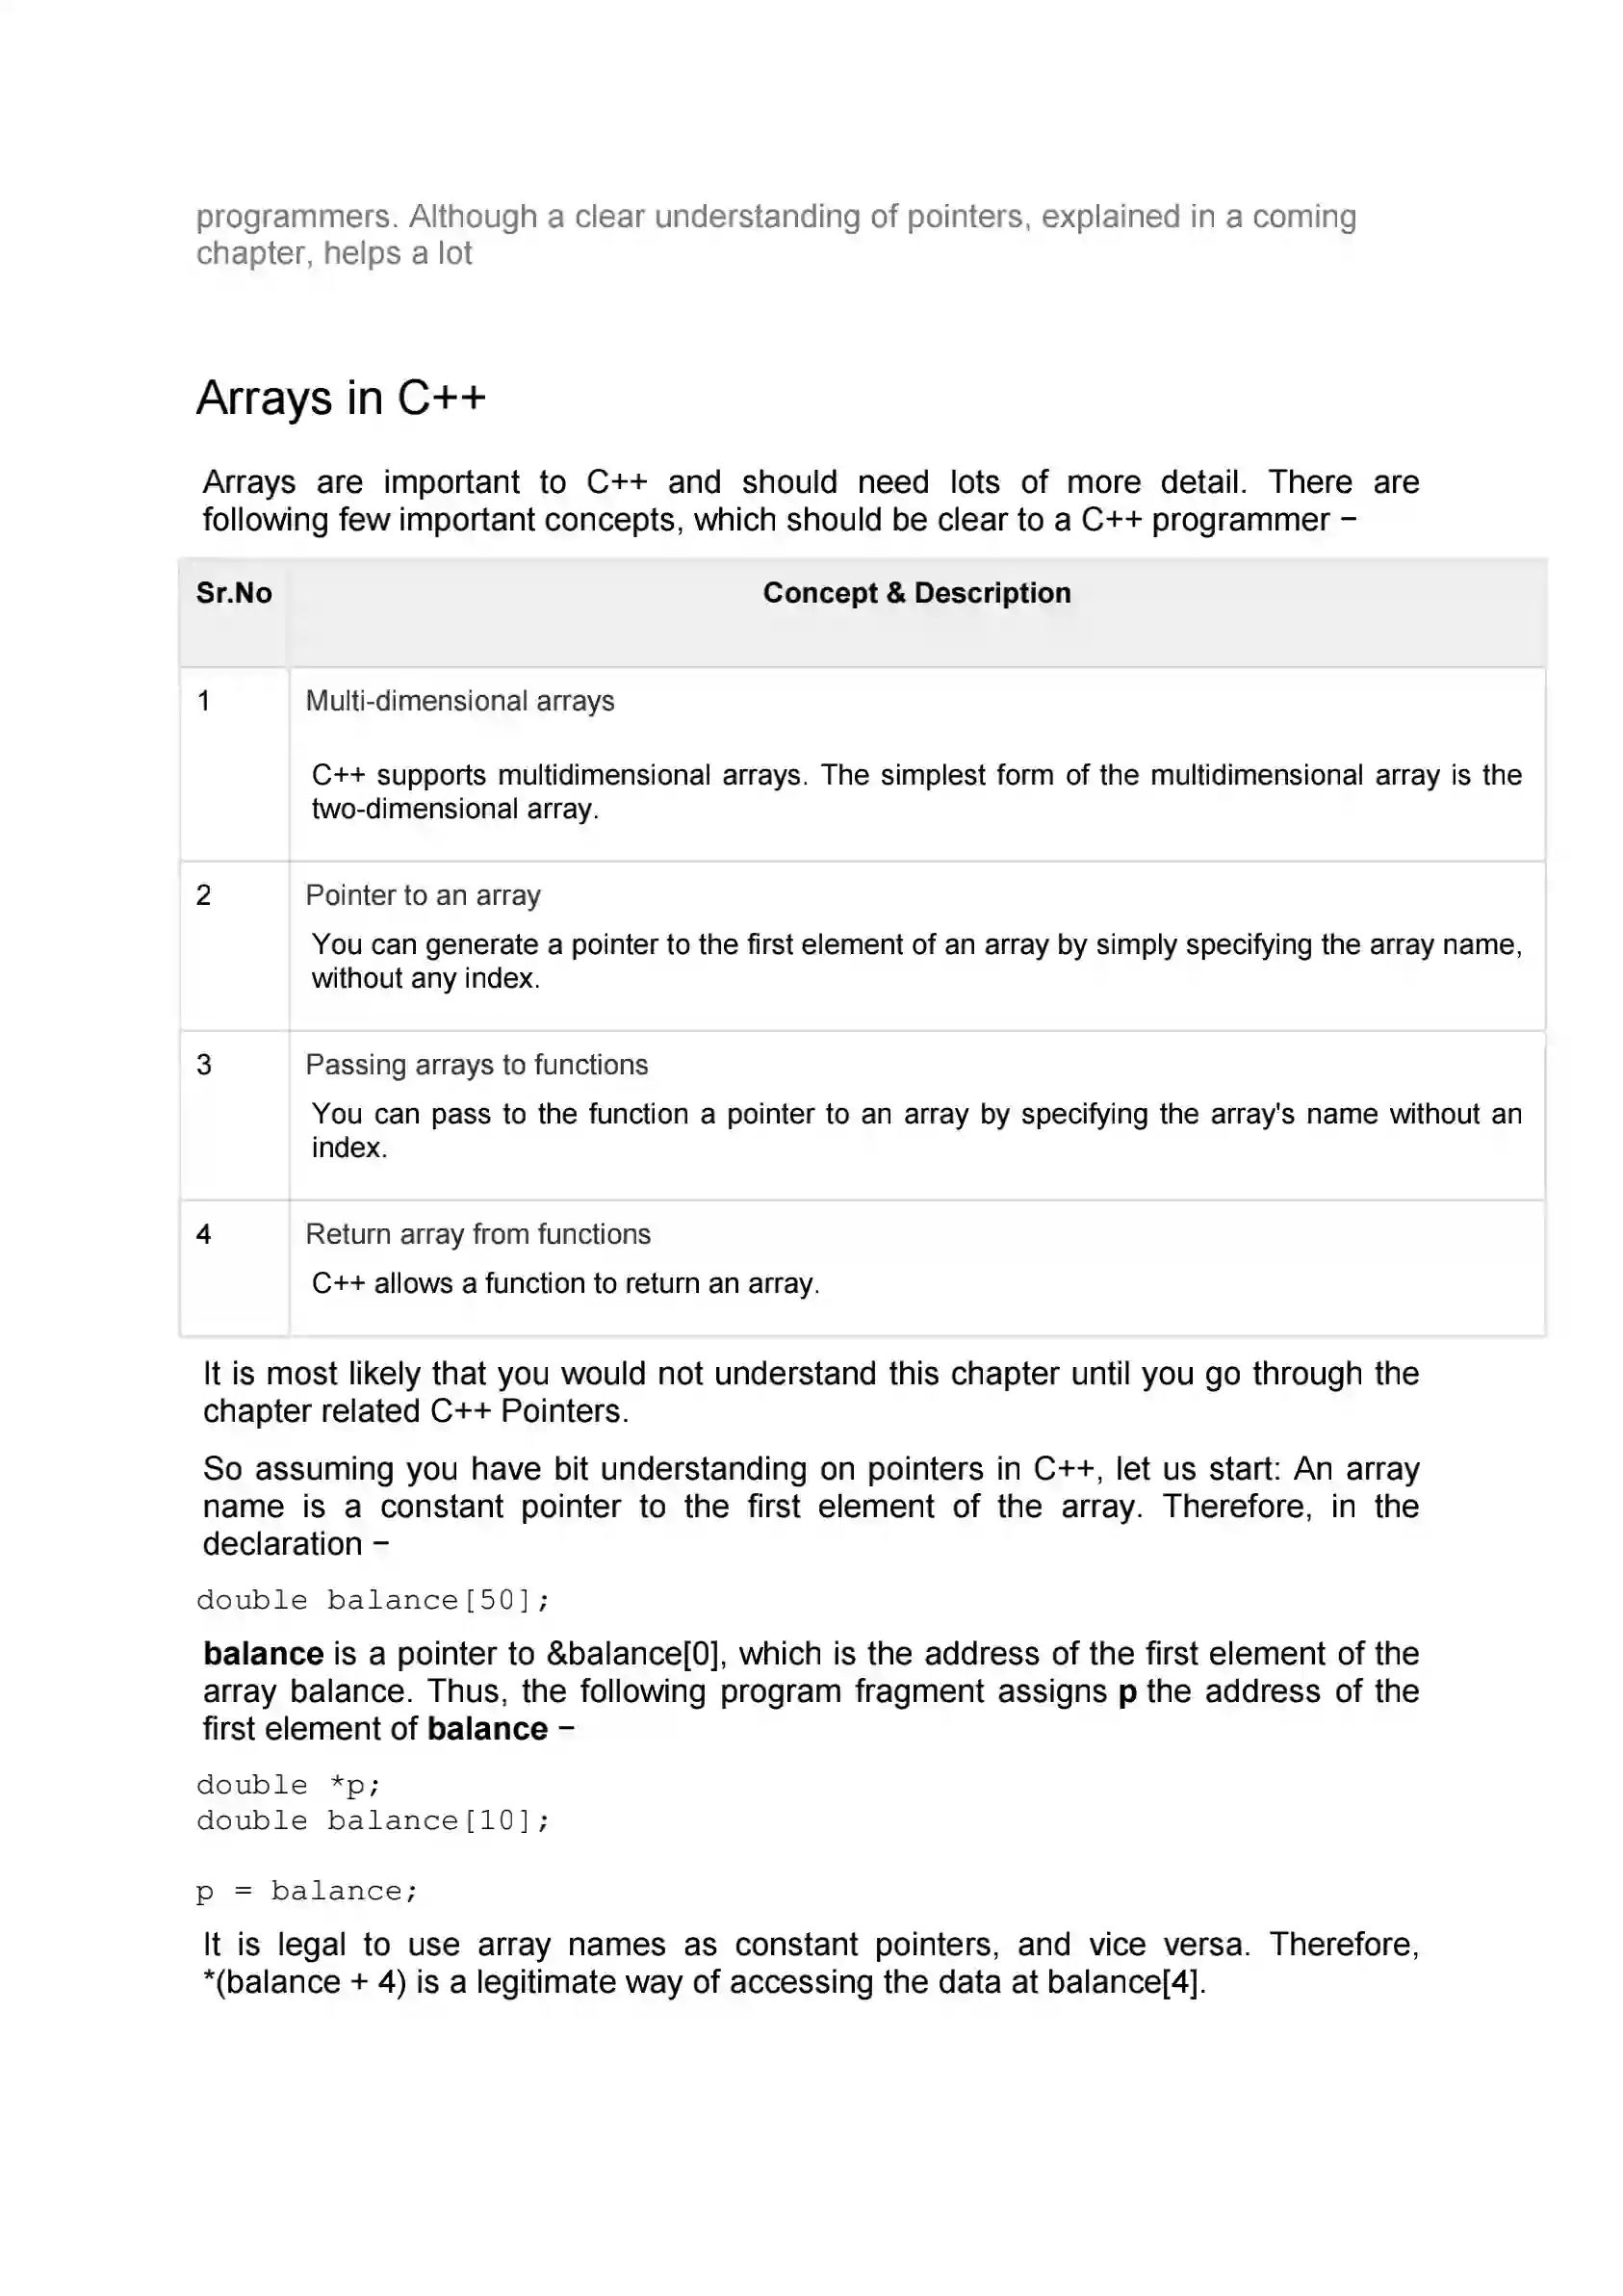 programmers. Although a clear understanding of pointers, explained in a coming
chapter, helps a lot
Arrays in C++
Arrays are important to C++ and should need lots of more detail. There are
following few important concepts, which should be clear to a C++ programmer −
Sr.No Concept & Description
1 Multi-dimensional arrays
C++ supports multidimensional arrays. The simplest form of the multidimensional array is the
two-dimensional array.
2 Pointer to an array
You can generate a pointer to the first element of an array by simply specifying the array name,
without any index.
3 Passing arrays to functions
You can pass to the function a pointer to an array by specifying the array's name without an
index.
4 Return array from functions
C++ allows a function to return an array.
It is most likely that you would not understand this chapter until you go through the
chapter related C++ Pointers.
So assuming you have bit understanding on pointers in C++, let us start: An array
name is a constant pointer to the first element of the array. Therefore, in the
declaration −
double balance[50];
balance is a pointer to &balance[0], which is the address of the first element of the
array balance. Thus, the following program fragment assigns p the address of the
first element of balance −
double *p;
double balance[10];
p = balance;
It is legal to use array names as constant pointers, and vice versa. Therefore,
*(balance + 4) is a legitimate way of accessing the data at balance[4].